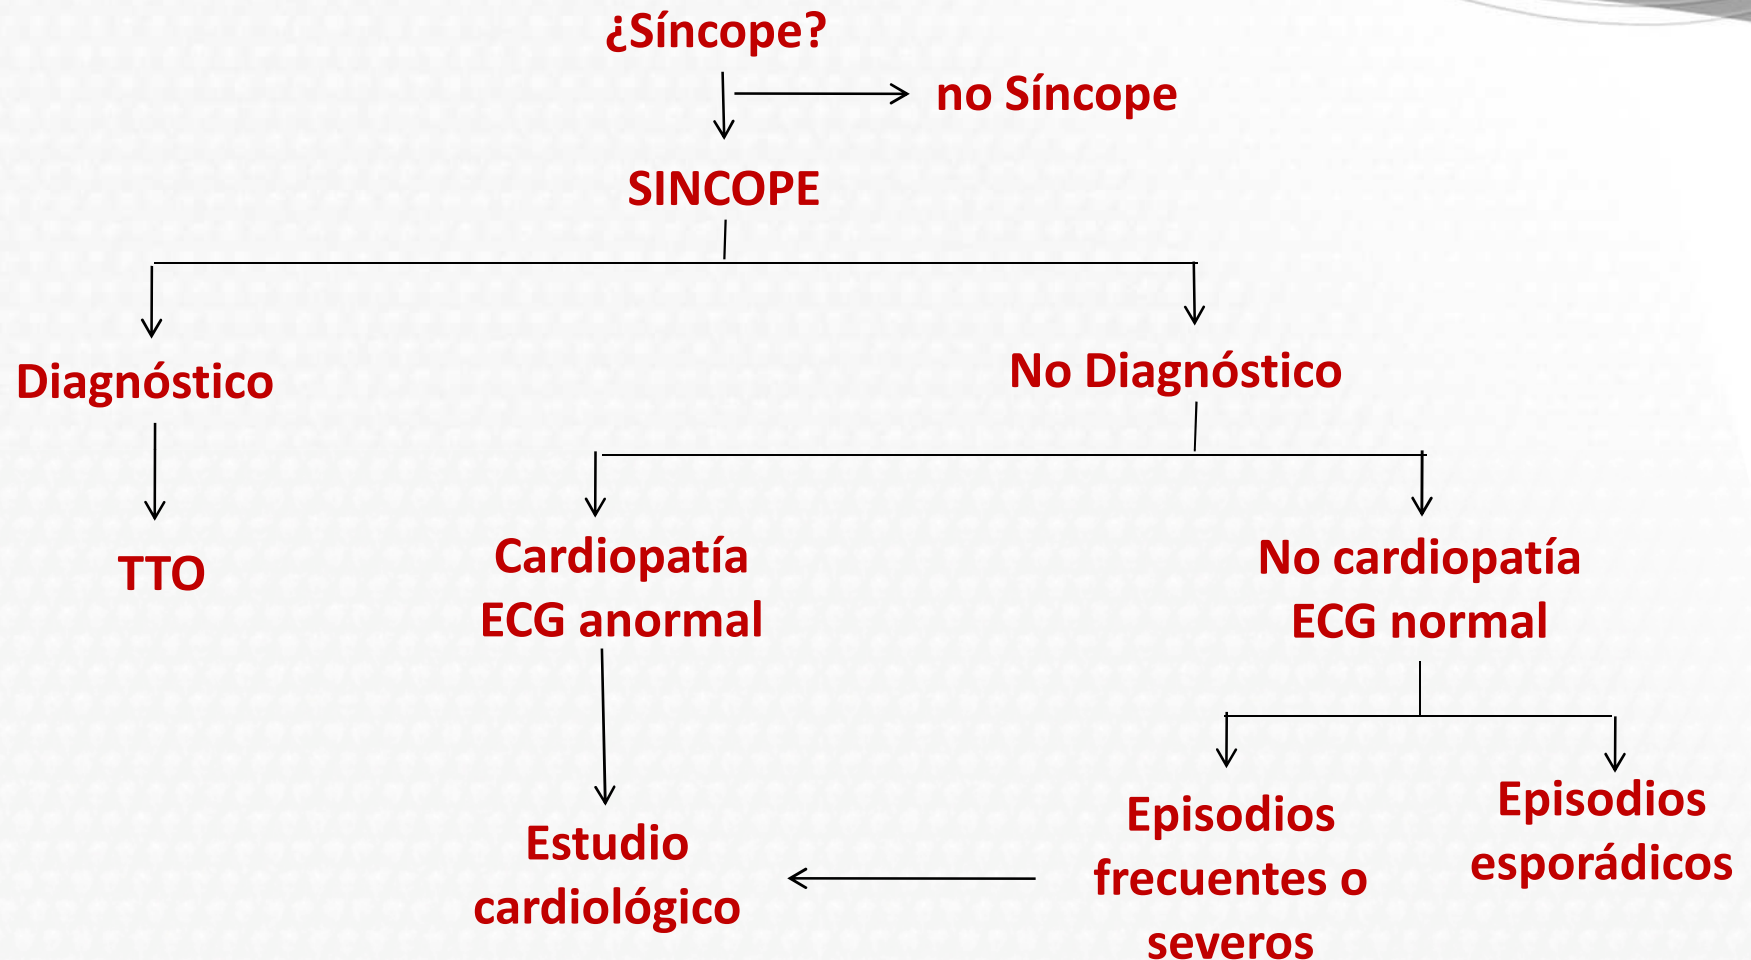 ¿Síncope?
no Síncope
SINCOPE
Diagnóstico
No Diagnóstico
TTO
Cardiopatía
ECG anormal
No cardiopatía
ECG normal
Estudio
cardiológico
Episodios
frecuentes o
severos
Episodios
esporádicos